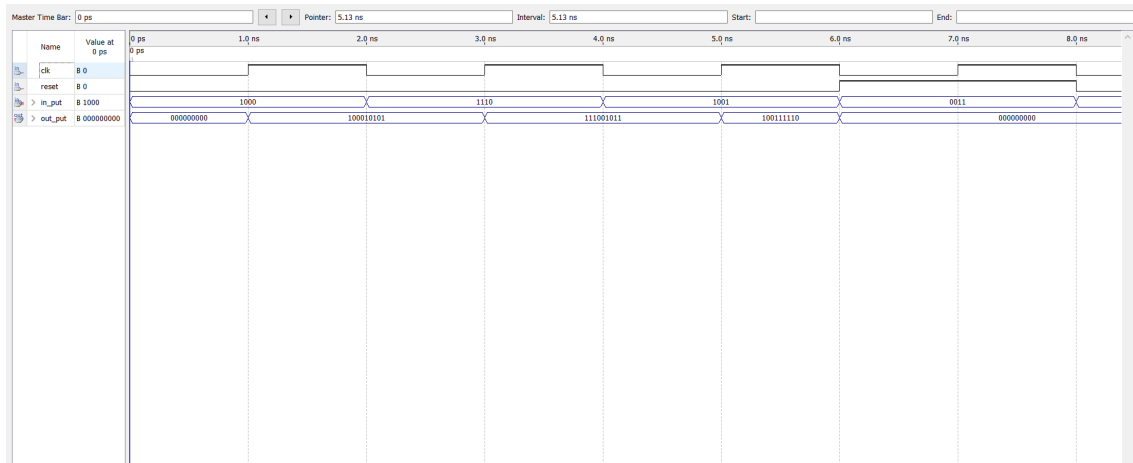 Master Time Bar: 0 ps Pointer: 5.13 ns Interval: 5.13 ns Start: End:
Name Value at 0 ps
0 ps 1.0 ns 2.0 ns 3.0 ns 4.0 ns 5.0 ns 6.0 ns 7.0 ns 8.0 ns
0 ps
clk B 0
reset B 0
> in_put B 1000 1000 1110 1001 0011
> out_put B 000000000 000000000 100010101 111001011 100111110 000000000